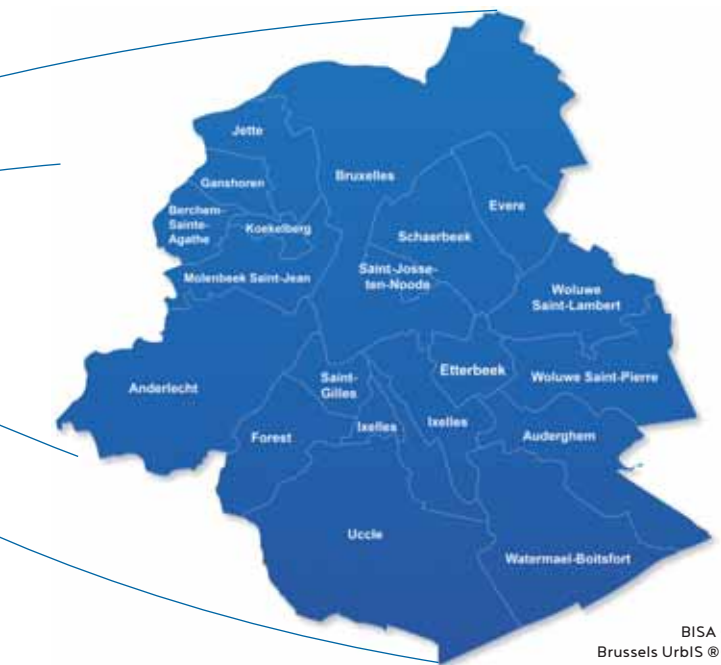 Jette
Ganshoren
Bruxelles
Evere
Berchem-
Sainte-
Agathe
Koekelberg
Schaerbeek
Molenbeek Saint-Jean
Saint-Josse-
ten-Noode
Woluwe
Saint-Lambert
Anderlecht
Saint-
Gilles
Etterbeek
Woluwe Saint-Pierre
Forest
Ixelles
Ixelles
Auderghem
Uccle
Watermael-Boitsfort
BISA
Brussels UrbIS ®